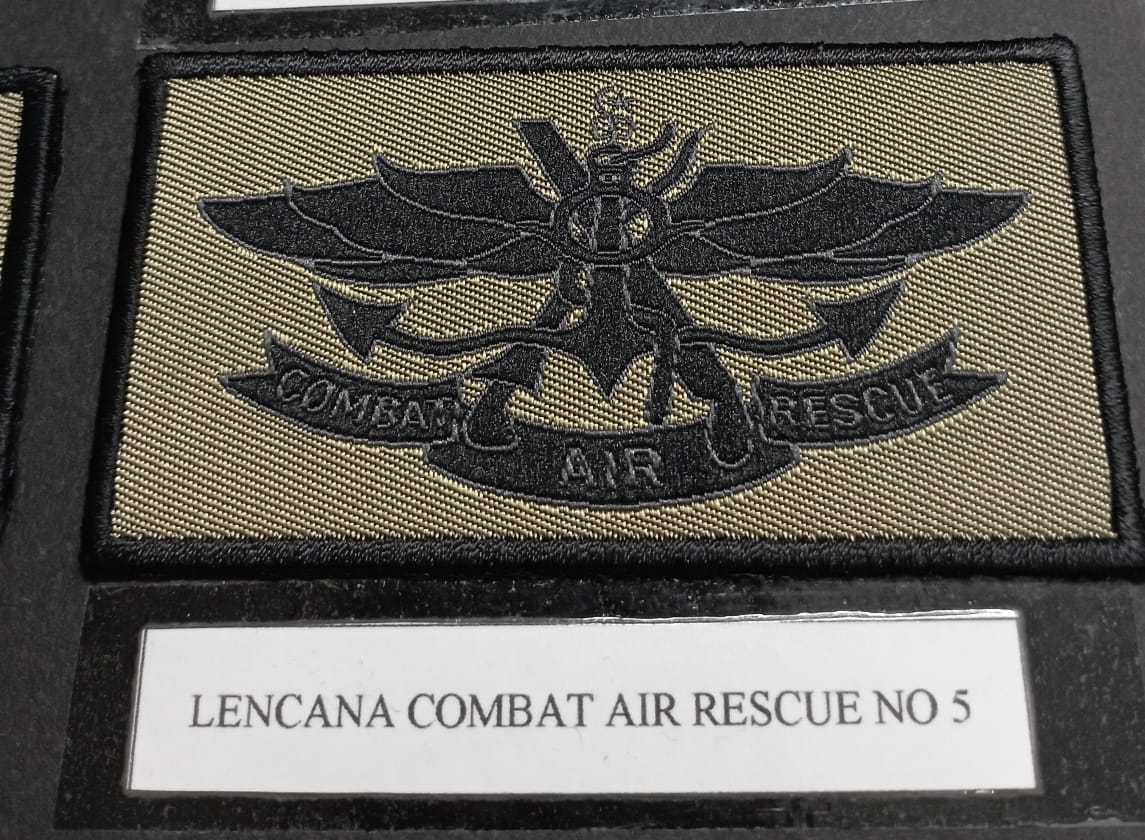 COMBAT
AIR
RESCUE
LENCANA COMBAT AIR RESCUE NO 5